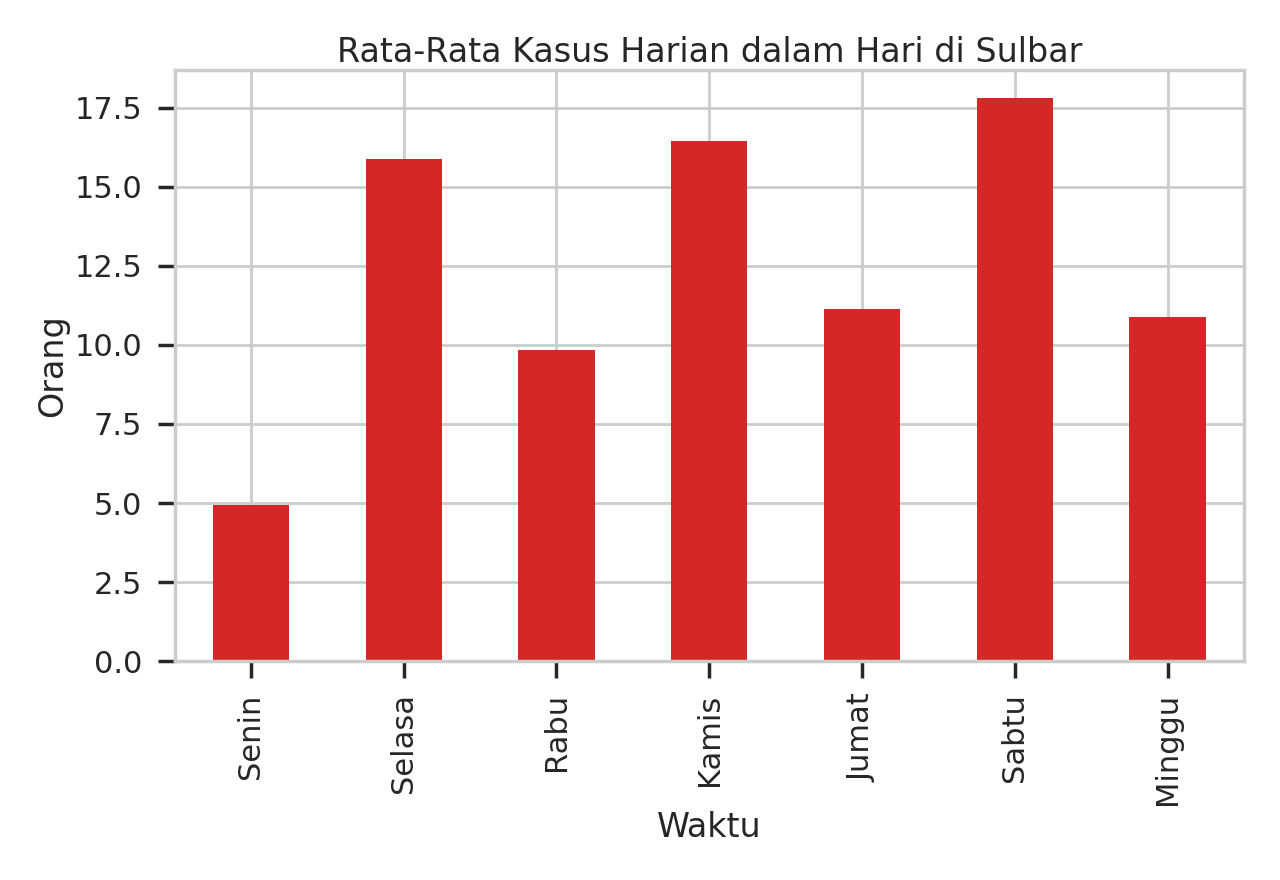 Rata-Rata Kasus Harian dalam Hari di Sulbar
Orang
17.5
15.0
12.5
10.0
7.5
5.0
2.5
0.0
Senin
Selasa
Rabu
Kamis
Jumat
Sabtu
Minggu
Waktu